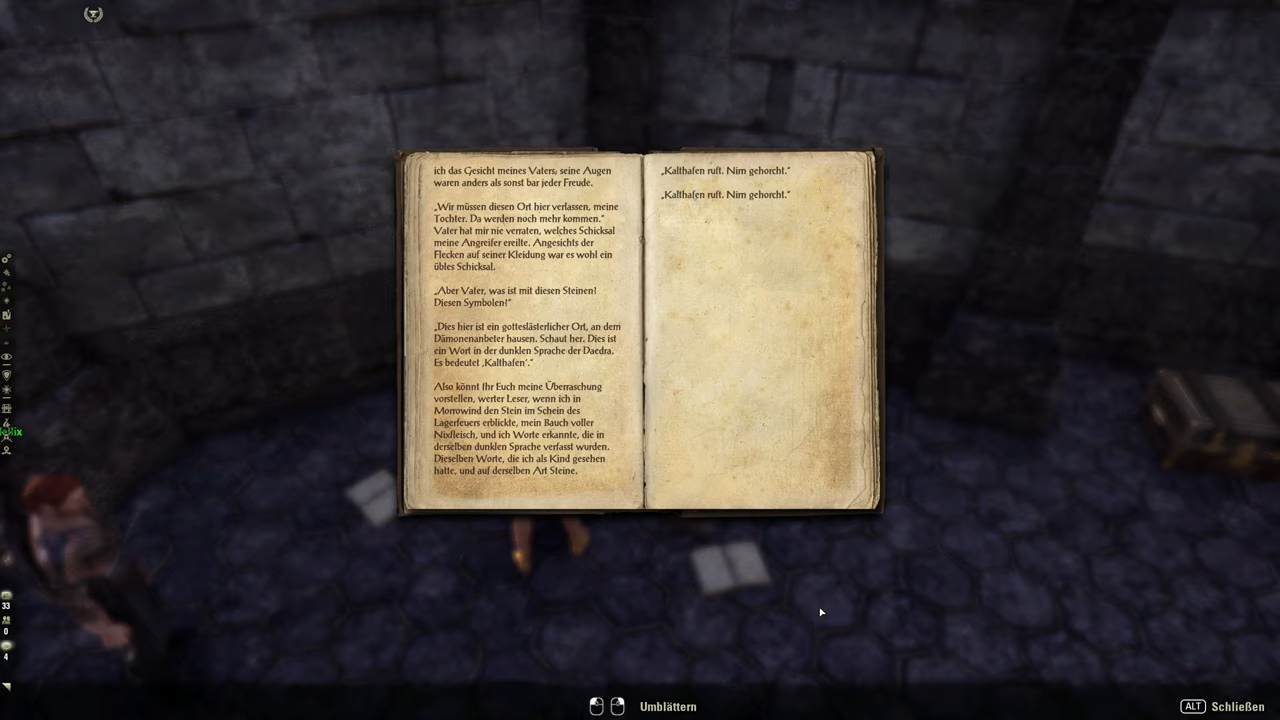 ich das Gesicht meines Vaters; seine Augen
waren anders als sonst bar jeder Freude.
„Wir müssen diesen Ort hier verlassen, meine
Tochter. Da werden noch mehr kommen.“
Vater hat mir nie verraten, welches Schicksal
meine Angreifer ereilte. Angesichts der
Flecken auf seiner Kleidung war es wohl ein
übles Schicksal.
„Aber Vater, was ist mit diesen Steinen?
Diesen Symbolen?“
„Dies hier ist ein gotteslästerlicher Ort, an dem
Dämonenanbeter hausen. Schaut her. Dies ist
ein Wort in der dunklen Sprache der Daedra.
Es bedeutet ‚Kalthafen‘.“
Also könnt Ihr Euch meine Überraschung
vorstellen, werter Leser, wenn ich in
Morrowind den Stein im Schein des
Lagerfeuers erblickte, mein Bauch voller
Nixfleisch, und ich Worte erkannte, die in
derselben dunklen Sprache verfasst wurden.
Dieselben Worte, die ich als Kind gesehen
hatte, und auf derselben Art Steine.
„Kalthafen ruft. Nirn gehorcht.“
„Kalthafen ruft. Nirn gehorcht.“
33
0
4
Umblättern
ALT Schließen